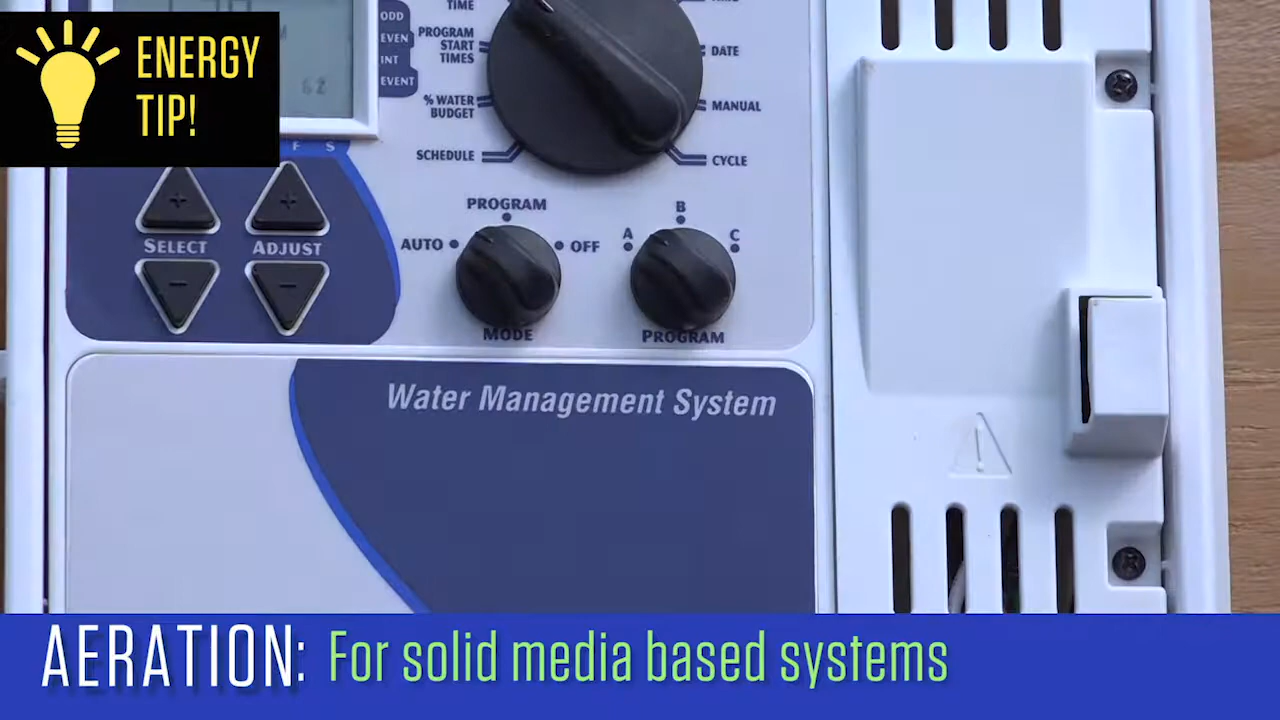 ENERGY
TIP!
ODD
EVEN
INT
EVENT
62
F S
TIME
PROGRAM
START
TIMES
% WATER
BUDGET
SCHEDULE
DATE
MANUAL
CYCLE
PROGRAM
AUTO
OFF
MODE
B
A
C
PROGRAM
SELECT
ADJUST
Water Management System
AERATION: For solid media based systems